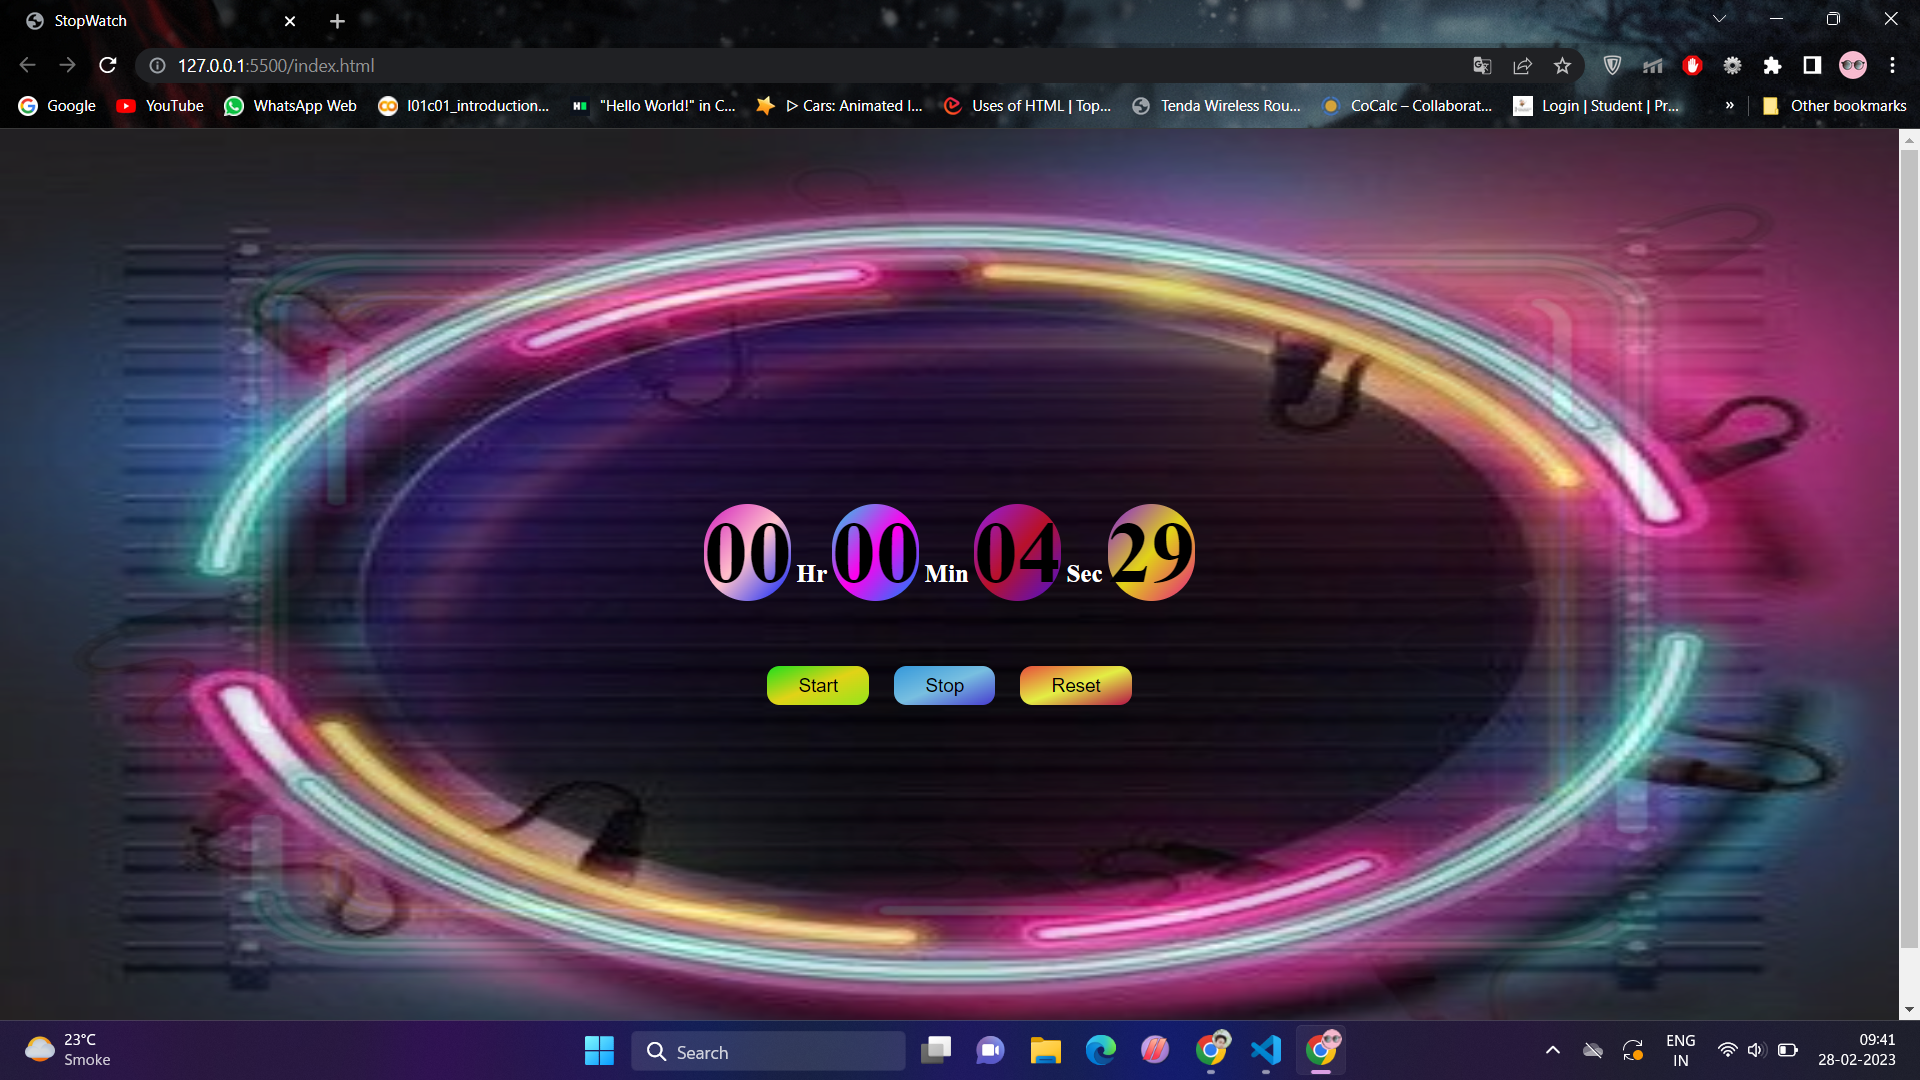 StopWatch
127.0.0.1:5500/index.html
Google YouTube WhatsApp Web l01c01_introduction... "Hello World!" in C... ▷ Cars: Animated I... Uses of HTML | Top... Tenda Wireless Rou... CoCalc – Collaborat... Login | Student | Pr... » Other bookmarks
00 Hr 00 Min 04 Sec 29
Start Stop Reset
23°C
Smoke
Search
ENG
IN
09:41
28-02-2023